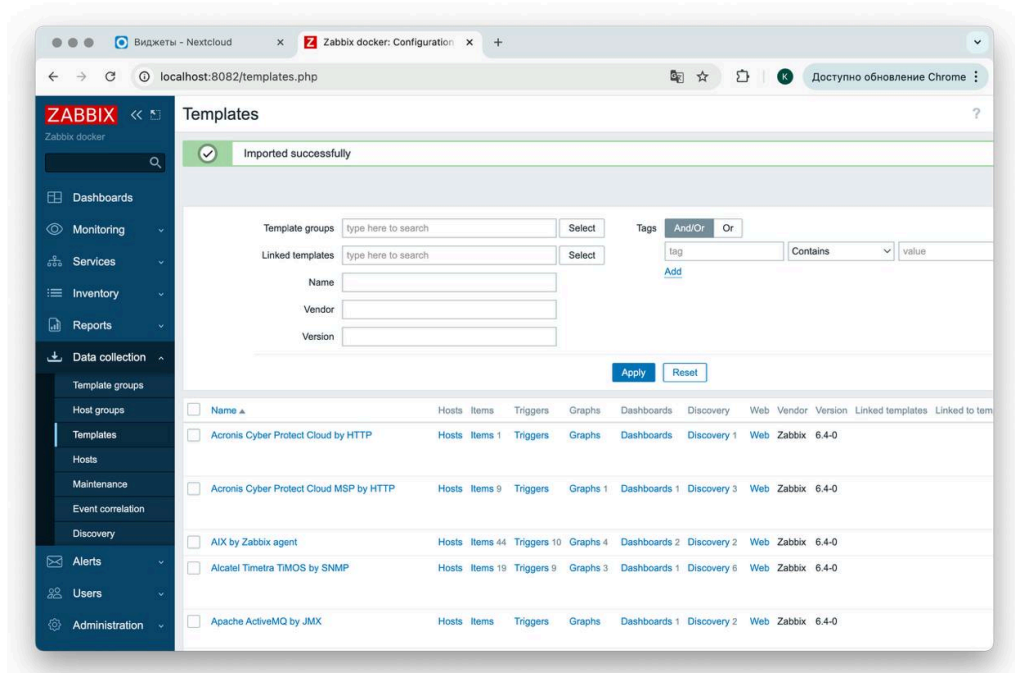 Виджеты - Nextcloud
Zabbix docker: Configuration
localhost:8082/templates.php
K
Доступно обновление Chrome
ZABBIX
Zabbix docker
Dashboards
Monitoring
Services
Inventory
Reports
Data collection
Template groups
Host groups
Templates
Hosts
Maintenance
Event correlation
Discovery
Alerts
Users
Administration
Templates
?
Imported successfully
Template groups type here to search Select
Linked templates type here to search Select
Name
Vendor
Version
Tags And/Or Or
tag Contains value
Add
Apply Reset
Name Hosts Items Triggers Graphs Dashboards Discovery Web Vendor Version Linked templates Linked to tem
Acronis Cyber Protect Cloud by HTTP Hosts Items 1 Triggers Graphs Dashboards Discovery 1 Web Zabbix 6.4-0
Acronis Cyber Protect Cloud MSP by HTTP Hosts Items 9 Triggers Graphs 1 Dashboards 1 Discovery 3 Web Zabbix 6.4-0
AIX by Zabbix agent Hosts Items 44 Triggers 10 Graphs 4 Dashboards 2 Discovery 2 Web Zabbix 6.4-0
Alcatel Timetra TiMOS by SNMP Hosts Items 19 Triggers 9 Graphs 3 Dashboards 1 Discovery 6 Web Zabbix 6.4-0
Apache ActiveMQ by JMX Hosts Items Triggers Graphs Dashboards 1 Discovery 2 Web Zabbix 6.4-0